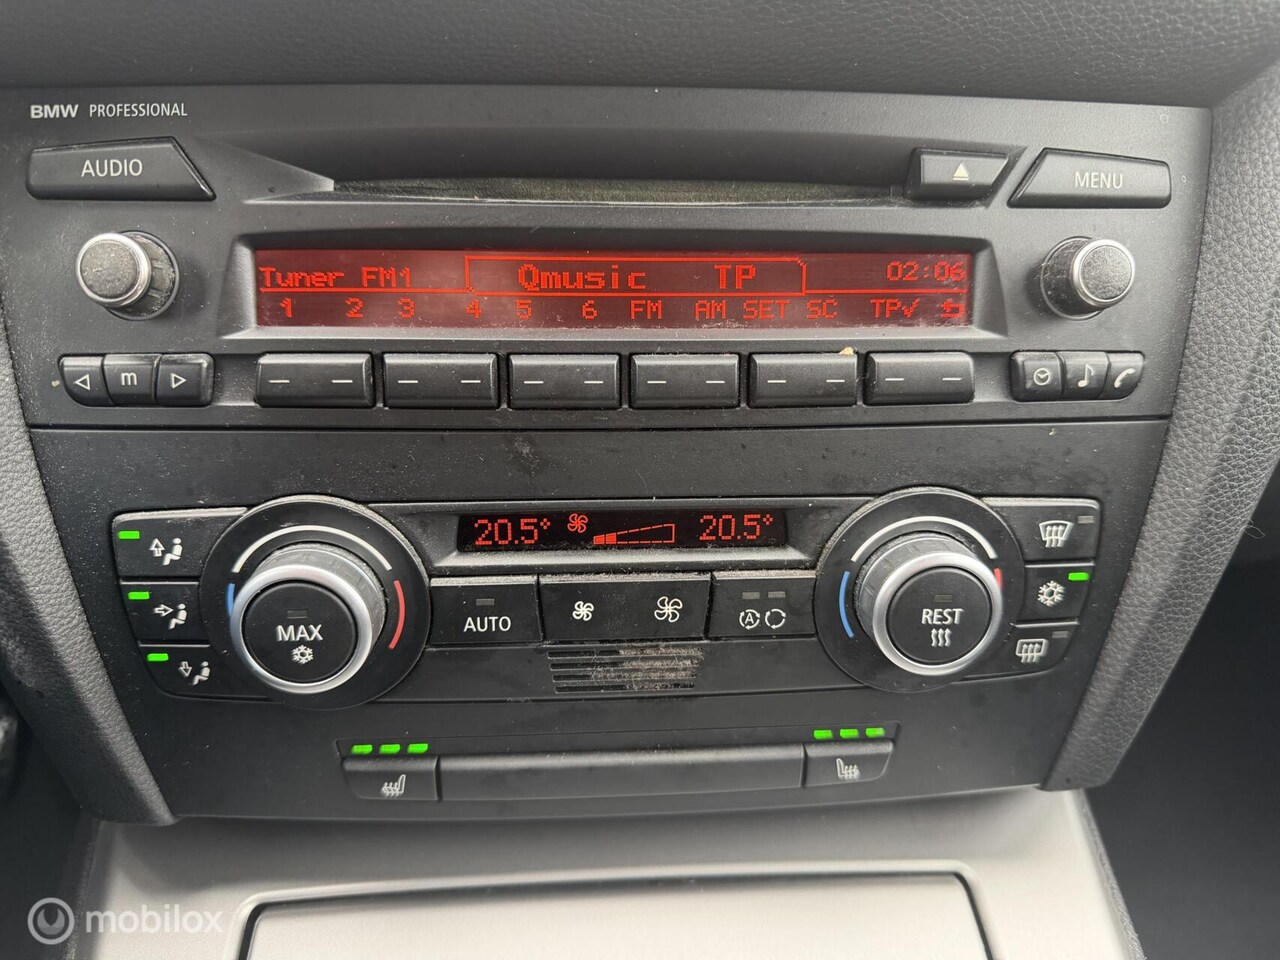 BMW PROFESSIONAL
AUDIO
MENU
Tuner FM1 Qmusic TP 02:06
1 2 3 4 5 6 FM AM SET SC TP✓
m
20.5° 20.5°
MAX
AUTO
A
REST
mobilox